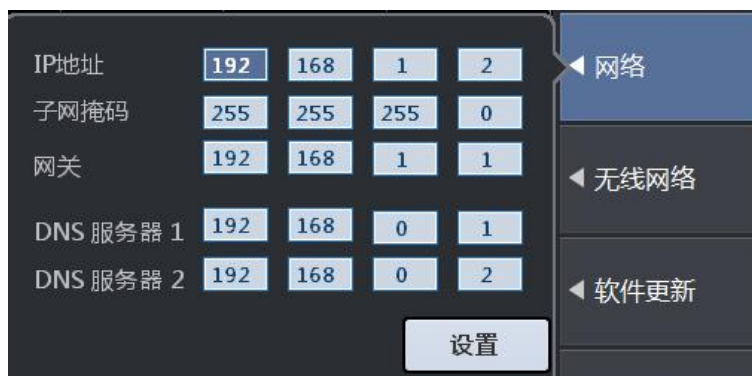 IP地址 192 168 1 2
子网掩码 255 255 255 0
网关 192 168 1 1
DNS 服务器 1 192 168 0 1
DNS 服务器 2 192 168 0 2
设置
网络
无线网络
软件更新